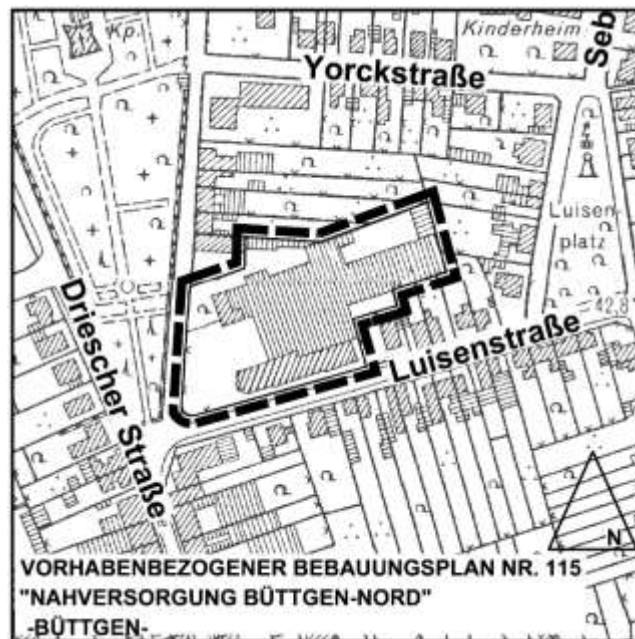 Kp.
Kinderheim
Seb
Yorckstraße
Luisen
platz
42,8
Driescher Straße
Luisenstraße
N
VORHABENBEZOGENER BEBAUUNGSPLAN NR. 115
"NAHVERSORGUNG BÜTTGEN-NORD"
-BÜTTGEN-